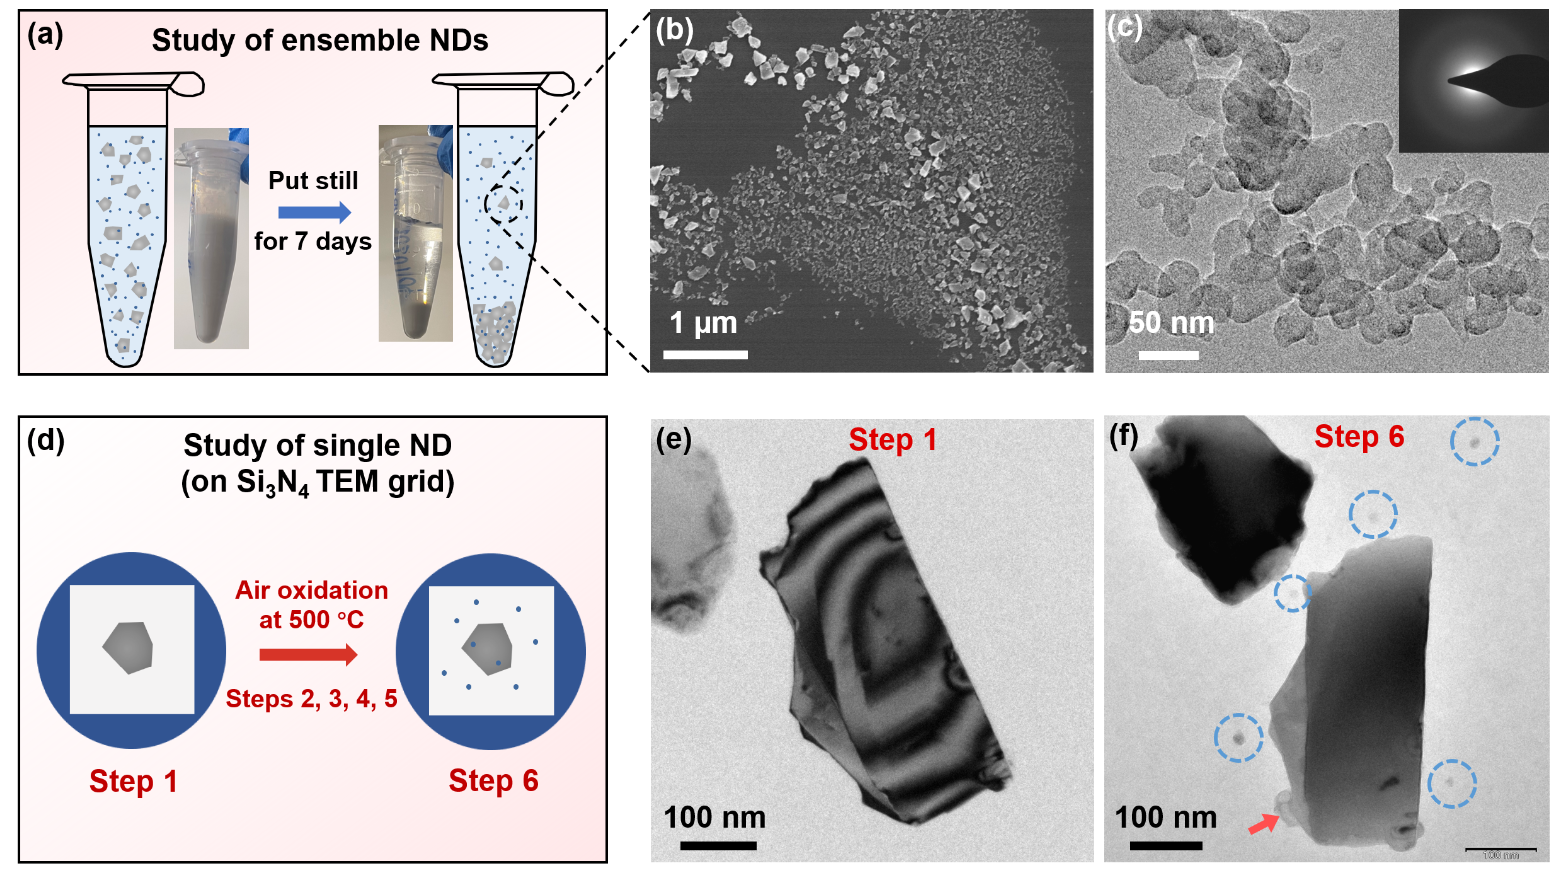 (a)
Study of ensemble NDs
Put still
for 7 days
(b)
1 µm
(c)
50 nm
(d)
Study of single ND
(on Si₃N₄ TEM grid)
Air oxidation
at 500 °C
Steps 2, 3, 4, 5
Step 1
Step 6
(e)
Step 1
100 nm
(f)
Step 6
100 nm
100 nm